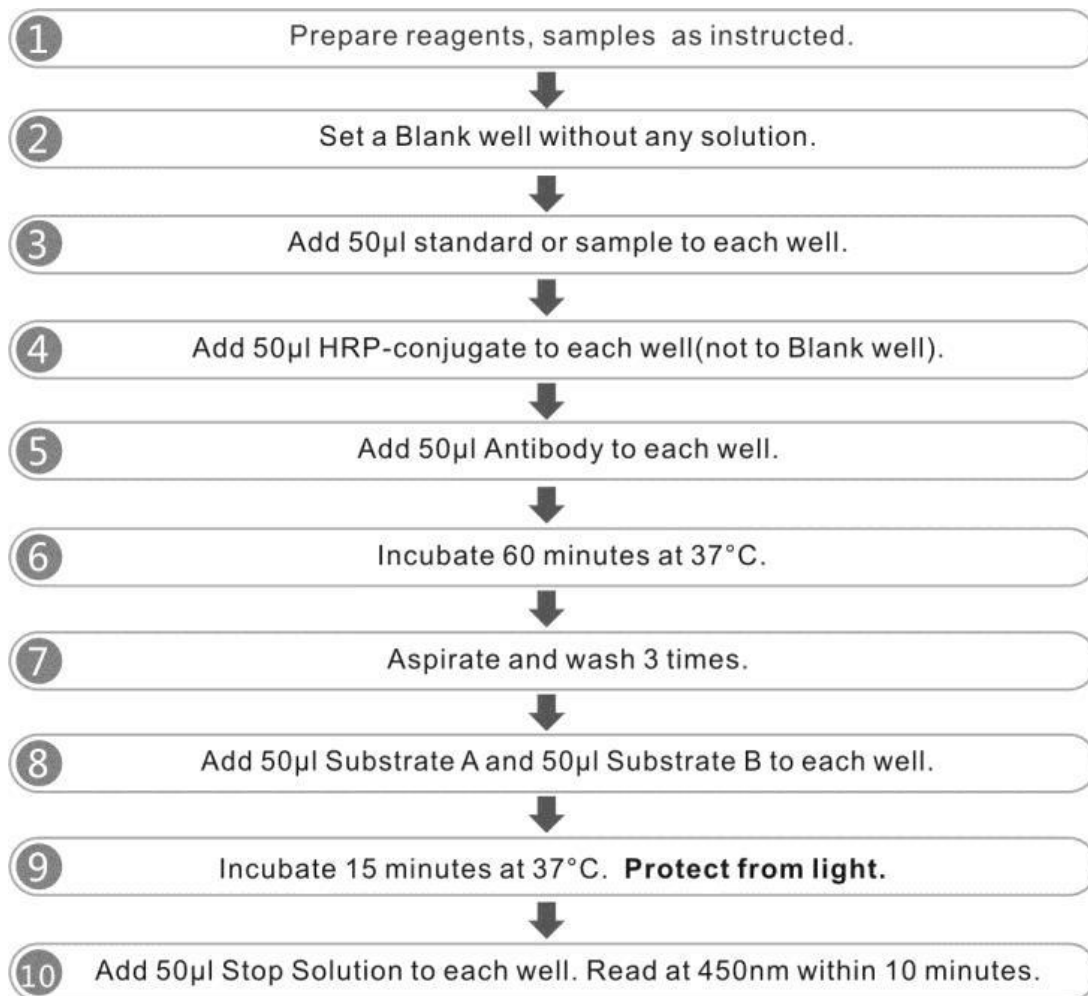 1 Prepare reagents, samples as instructed.
2 Set a Blank well without any solution.
3 Add 50µl standard or sample to each well.
4 Add 50µl HRP-conjugate to each well(not to Blank well).
5 Add 50µl Antibody to each well.
6 Incubate 60 minutes at 37°C.
7 Aspirate and wash 3 times.
8 Add 50µl Substrate A and 50µl Substrate B to each well.
9 Incubate 15 minutes at 37°C. Protect from light.
10 Add 50µl Stop Solution to each well. Read at 450nm within 10 minutes.